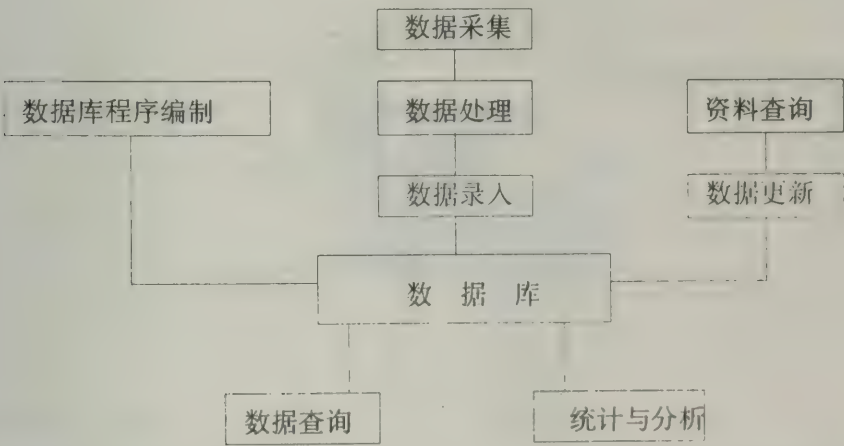 数据采集
数据库程序编制
数据处理
资料查询
数据录入
数据更新
数 据 库
数据查询
统计与分析